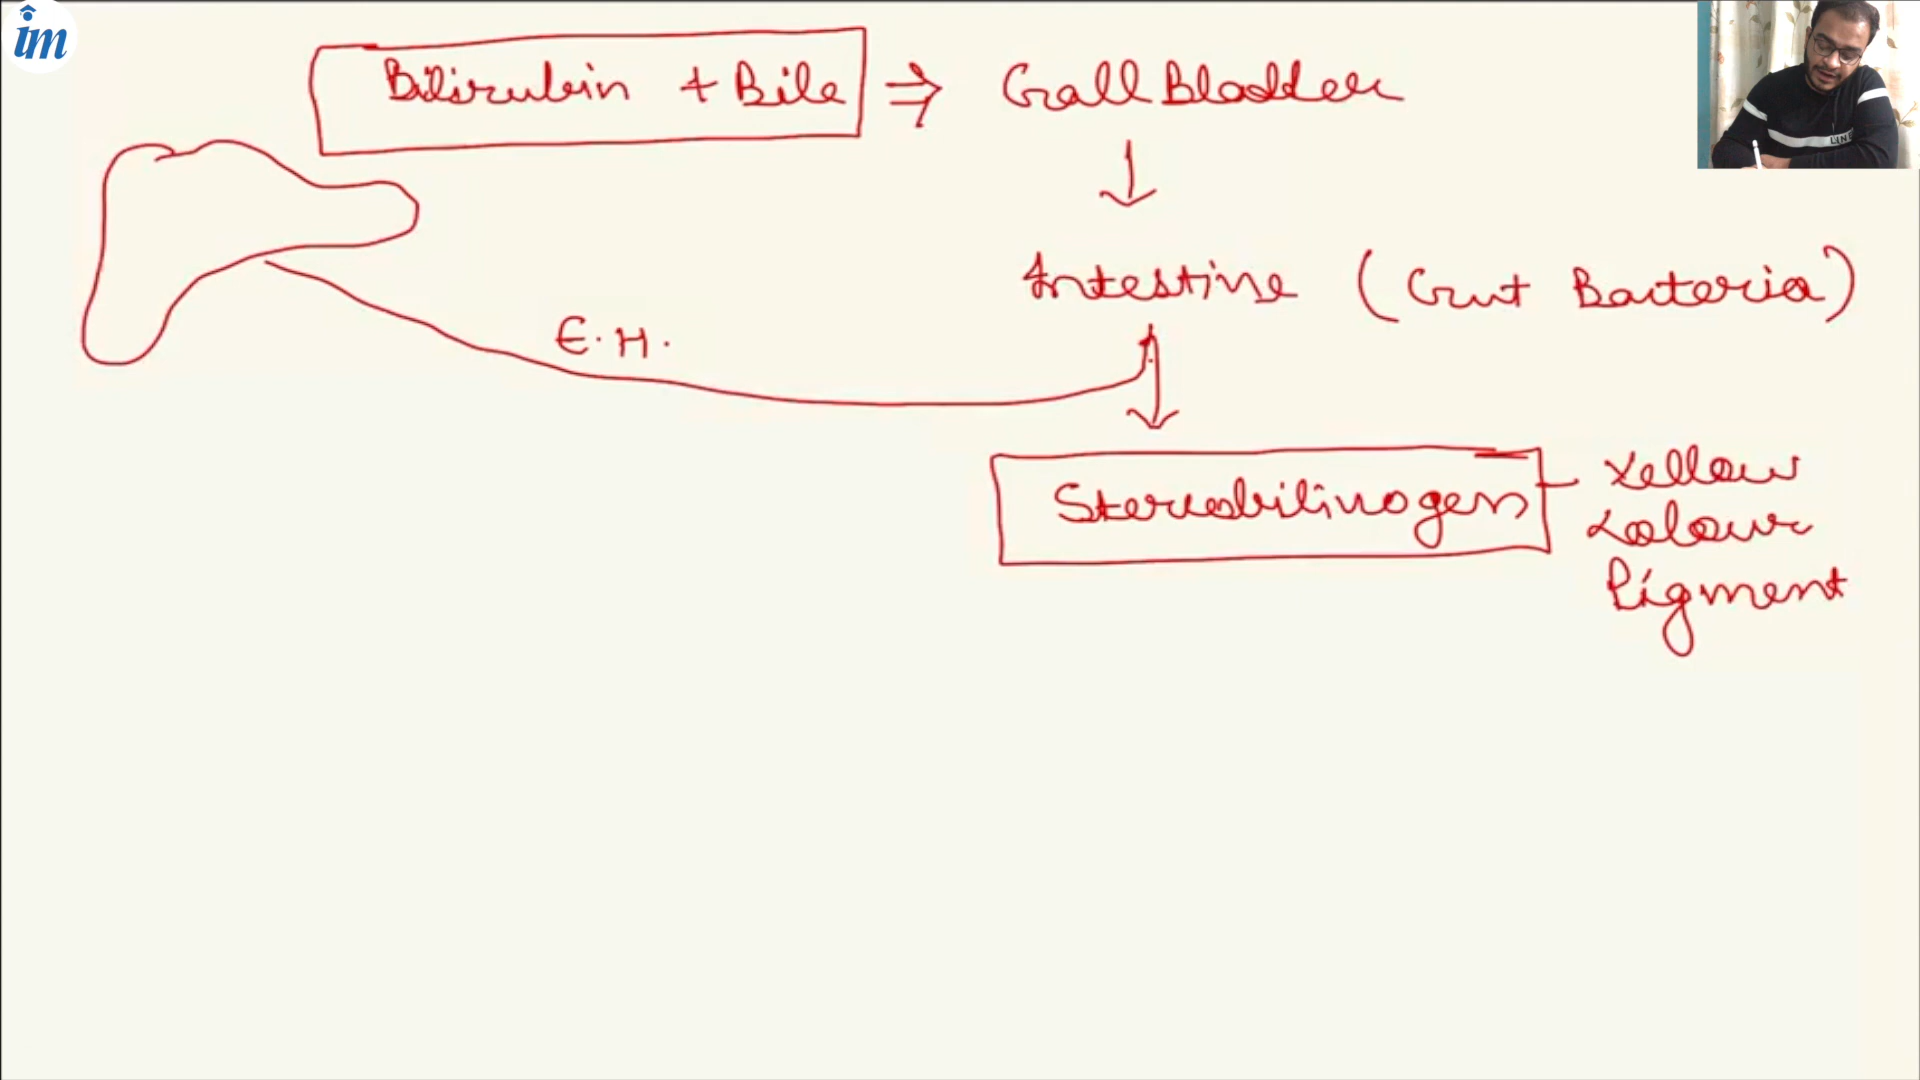 im
Bilirubin + Bile ⇒ Gall Bladder
↓
Intestine (Gut Bacteria)
E.H.
Stercobilinogen - Yellow
Colour
Pigment